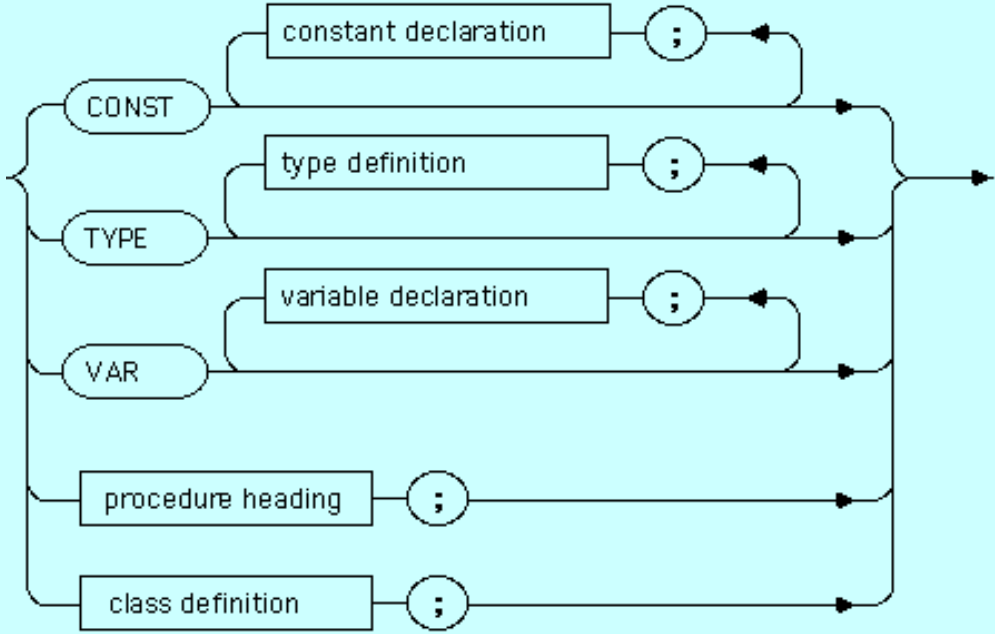 constant declaration ;
CONST
type definition ;
TYPE
variable declaration ;
VAR
procedure heading ;
class definition ;